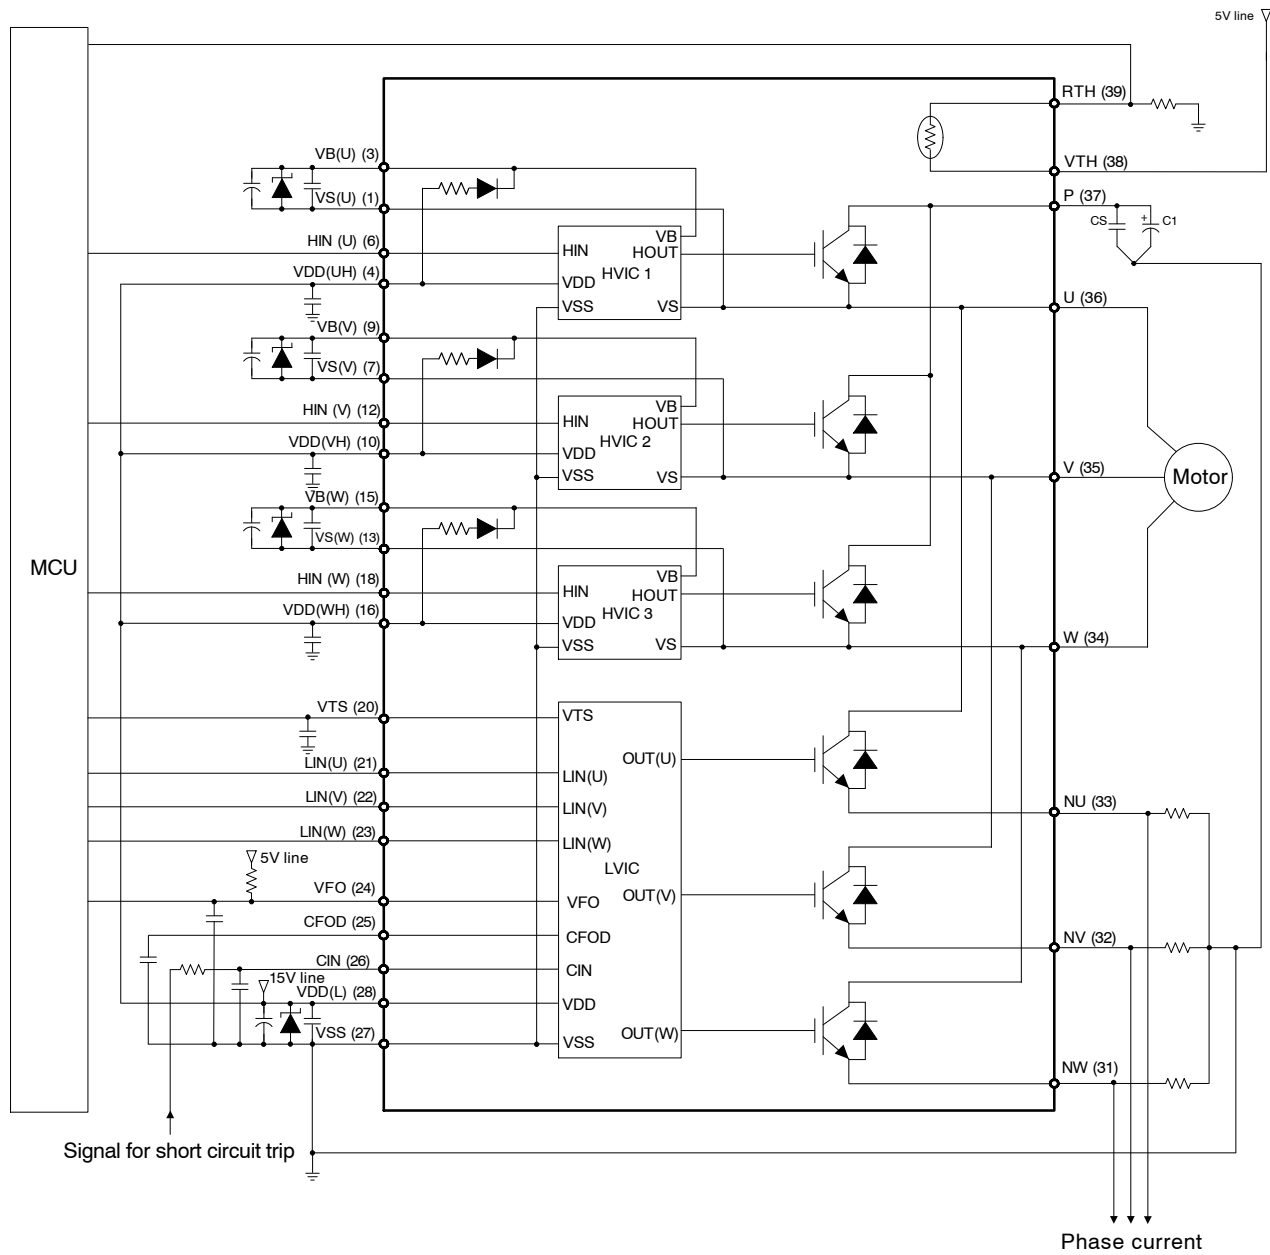 5V line
RTH (39)
VTH (38)
P (37)
CS
+
C1
VB(U) (3)
VS(U) (1)
HIN (U) (6)
VDD(UH) (4)
HIN
VDD
VSS
VB
HOUT
HVIC 1
VS
U (36)
VB(V) (9)
VS(V) (7)
HIN (V) (12)
VDD(VH) (10)
HIN
VDD
VSS
VB
HOUT
HVIC 2
VS
V (35)
Motor
VB(W) (15)
VS(W) (13)
HIN (W) (18)
VDD(WH) (16)
HIN
VDD
VSS
VB
HOUT
HVIC 3
VS
W (34)
MCU
VTS (20)
LIN(U) (21)
LIN(V) (22)
LIN(W) (23)
5V line
VFO (24)
CFOD (25)
CIN (26)
15V line
VDD(L) (28)
VSS (27)
VTS
LIN(U)
LIN(V)
LIN(W)
LVIC
VFO
CFOD
CIN
VDD
VSS
OUT(U)
OUT(V)
OUT(W)
NU (33)
NV (32)
NW (31)
Signal for short circuit trip
Phase current